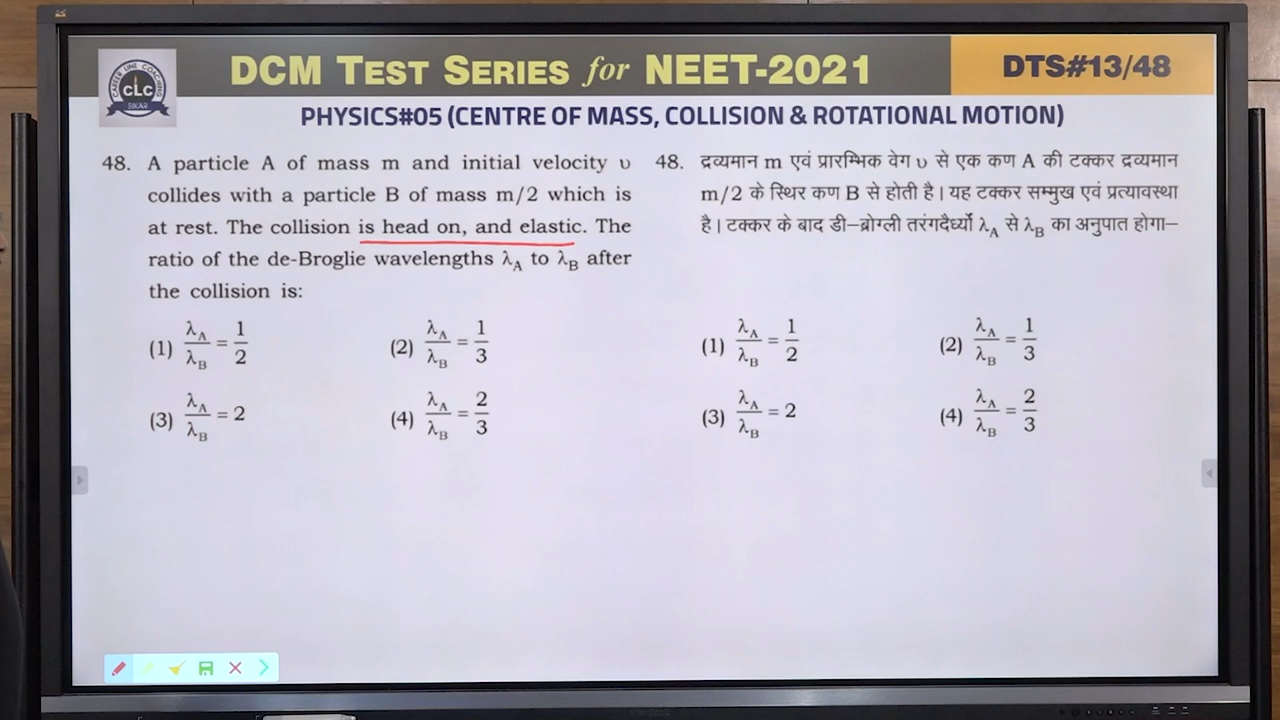 DCM TEST SERIES for NEET-2021
DTS#13/48
CAREER LINE COACHING
CLC
SIKAR
PHYSICS#05 (CENTRE OF MASS, COLLISION & ROTATIONAL MOTION)
48. A particle A of mass m and initial velocity υ
collides with a particle B of mass m/2 which is
at rest. The collision is head on, and elastic. The
ratio of the de-Broglie wavelengths λA to λB after
the collision is:
(1) λA/λB = 1/2
(2) λA/λB = 1/3
(3) λA/λB = 2
(4) λA/λB = 2/3
48. द्रव्यमान m एवं प्रारम्भिक वेग υ से एक कण A की टक्कर द्रव्यमान
m/2 के स्थिर कण B से होती है। यह टक्कर सम्मुख एवं प्रत्यावस्था
है। टक्कर के बाद डी–ब्रोग्ली तरंगदैर्ध्यो λA से λB का अनुपात होगा–
(1) λA/λB = 1/2
(2) λA/λB = 1/3
(3) λA/λB = 2
(4) λA/λB = 2/3